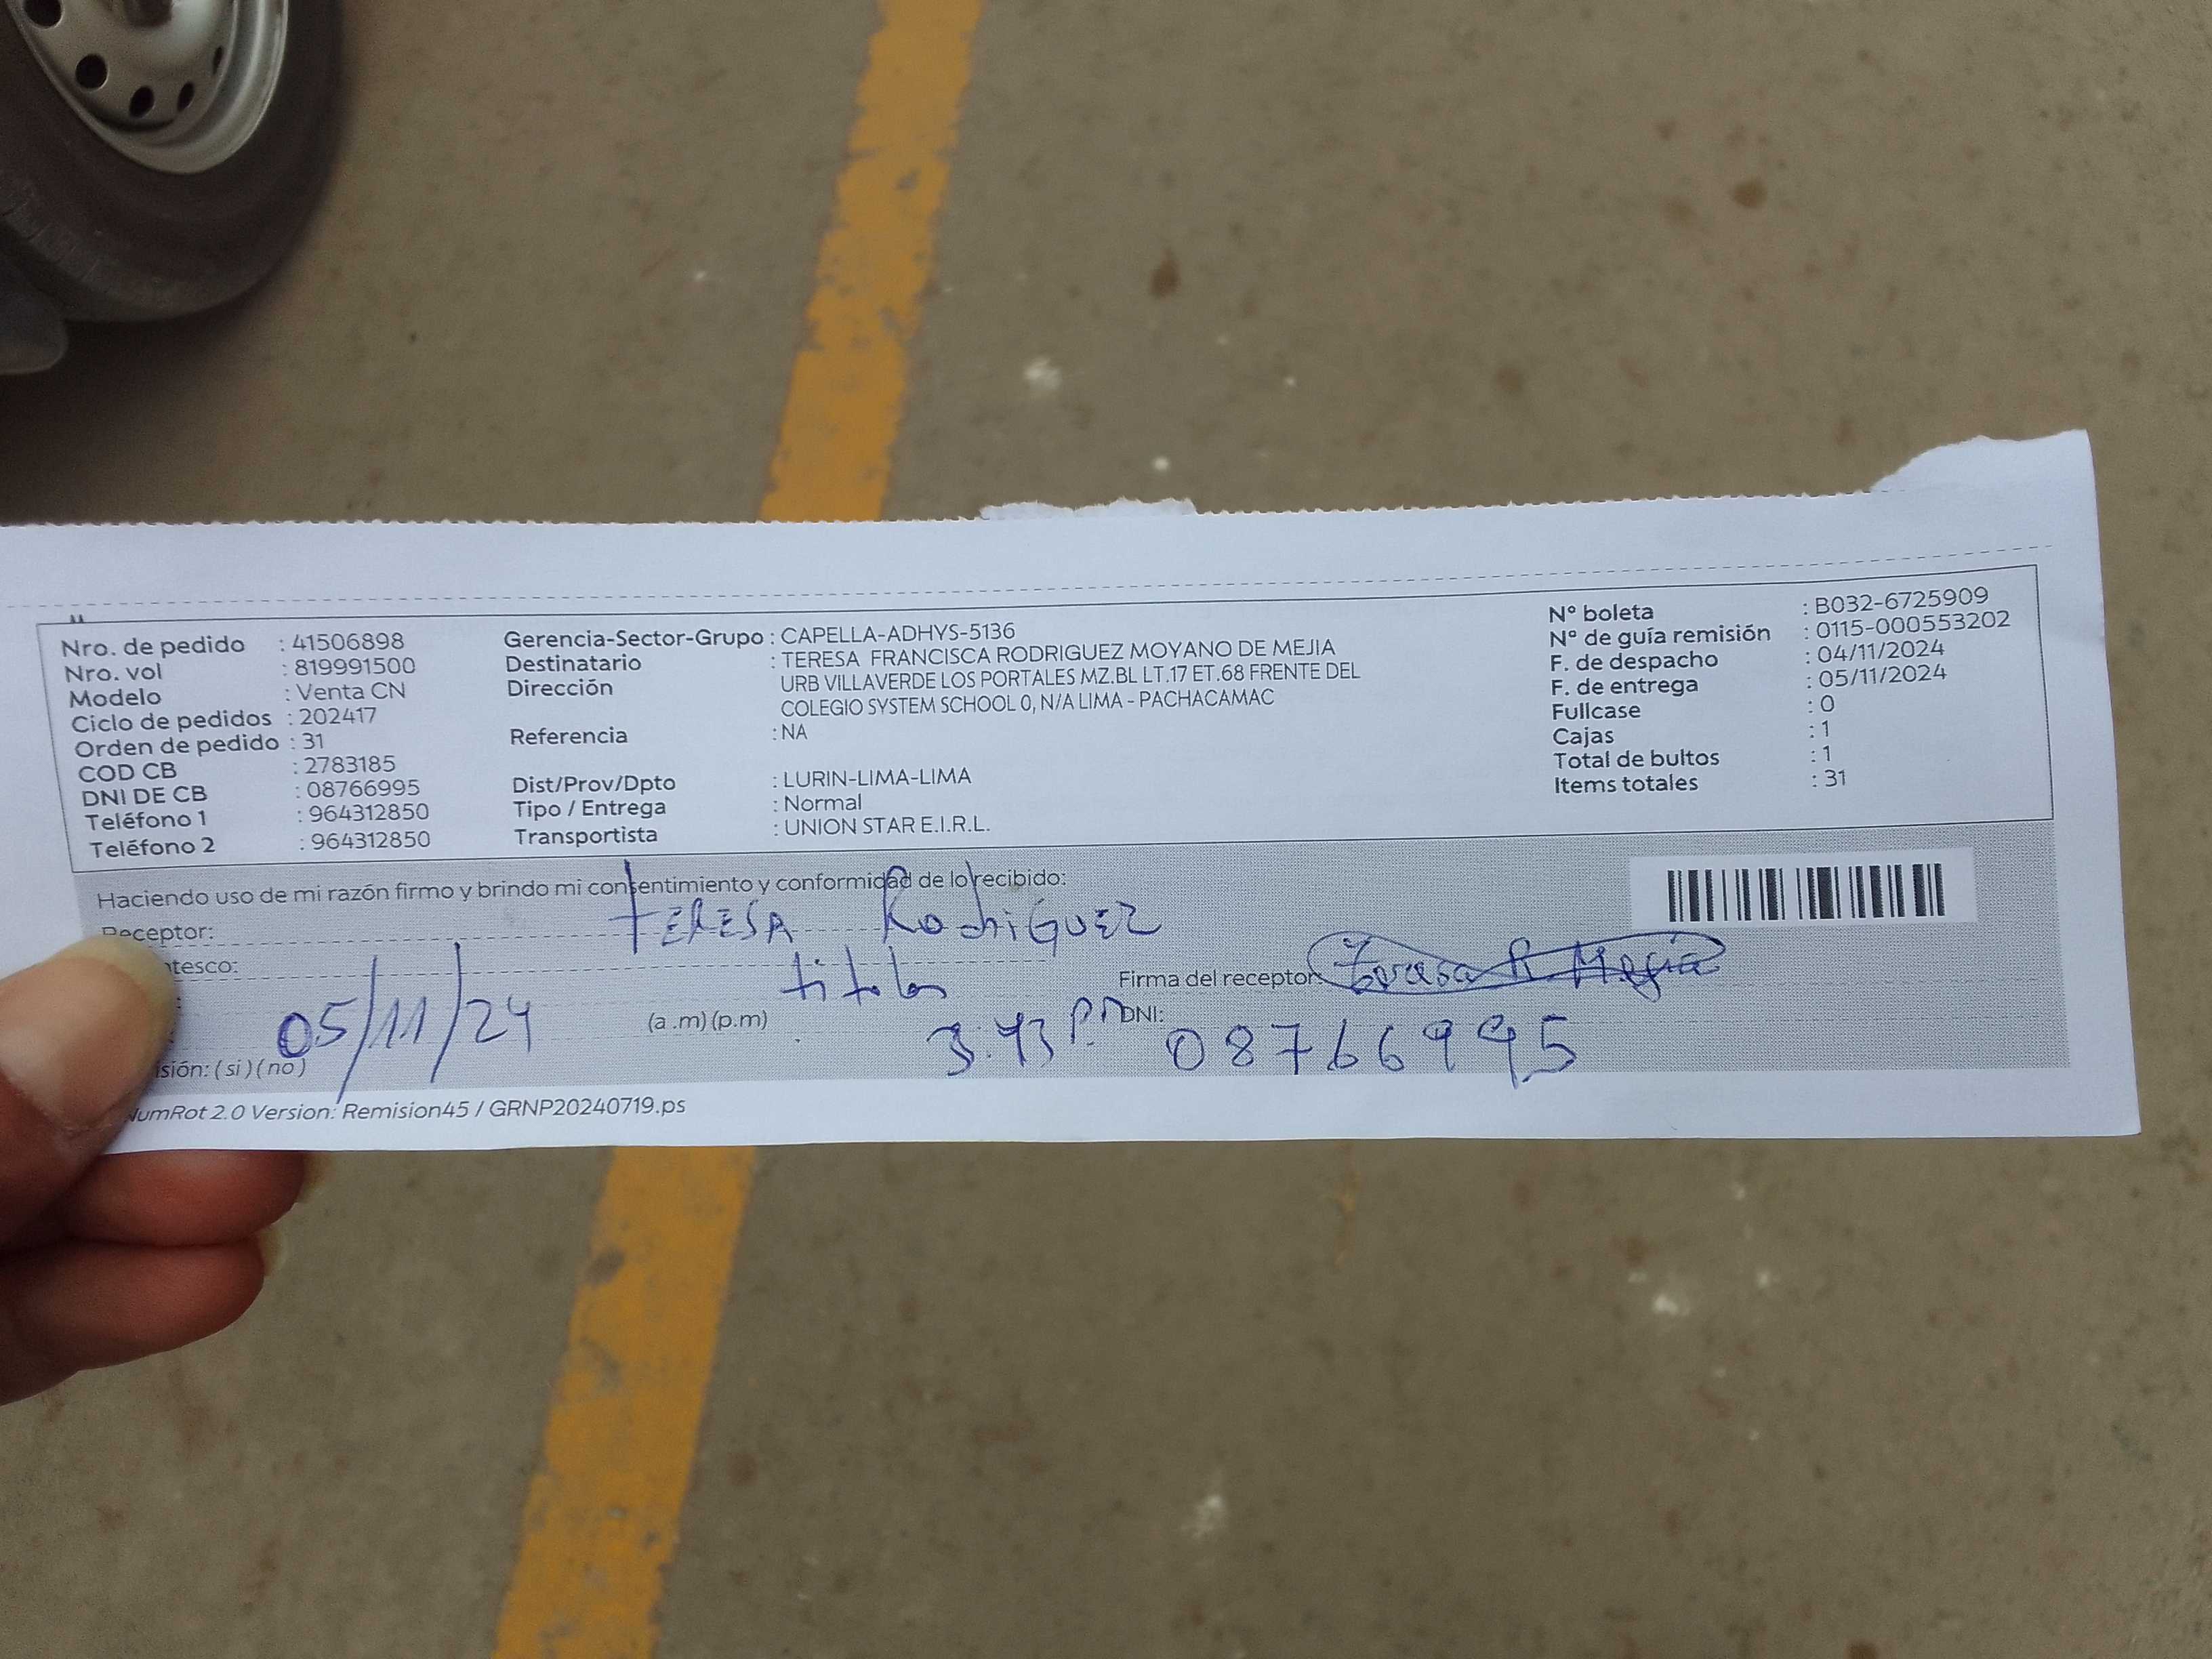 Nro. de pedido : 41506898
Nro. vol : 819991500
Modelo : Venta CN
Ciclo de pedidos : 202417
Orden de pedido : 31
COD CB : 2783185
DNI DE CB : 08766995
Teléfono 1 : 964312850
Teléfono 2 : 964312850
Gerencia-Sector-Grupo : CAPELLA-ADHYS-5136
Destinatario : TERESA FRANCISCA RODRIGUEZ MOYANO DE MEJIA
Dirección URB VILLAVERDE LOS PORTALES MZ.BL LT.17 ET.68 FRENTE DEL
COLEGIO SYSTEM SCHOOL 0, N/A LIMA - PACHACAMAC
Referencia : NA
Dist/Prov/Dpto : LURIN-LIMA-LIMA
Tipo / Entrega : Normal
Transportista : UNION STAR E.I.R.L.
N° boleta : B032-6725909
N° de guía remisión : 0115-000553202
F. de despacho : 04/11/2024
F. de entrega : 05/11/2024
Fullcase : 0
Cajas : 1
Total de bultos : 1
Items totales : 31
Haciendo uso de mi razón firmo y brindo mi consentimiento y conformidad de lo recibido:
Receptor: TERESA RodriGUEZ
ntesco: titular
Firma del receptor: Teresa R. Mejia
05/11/24 (a .m) (p.m) 3:43 P.M
DNI: 08766995
isión: ( si ) ( no )
NumRot 2.0 Version: Remision45 / GRNP20240719.ps